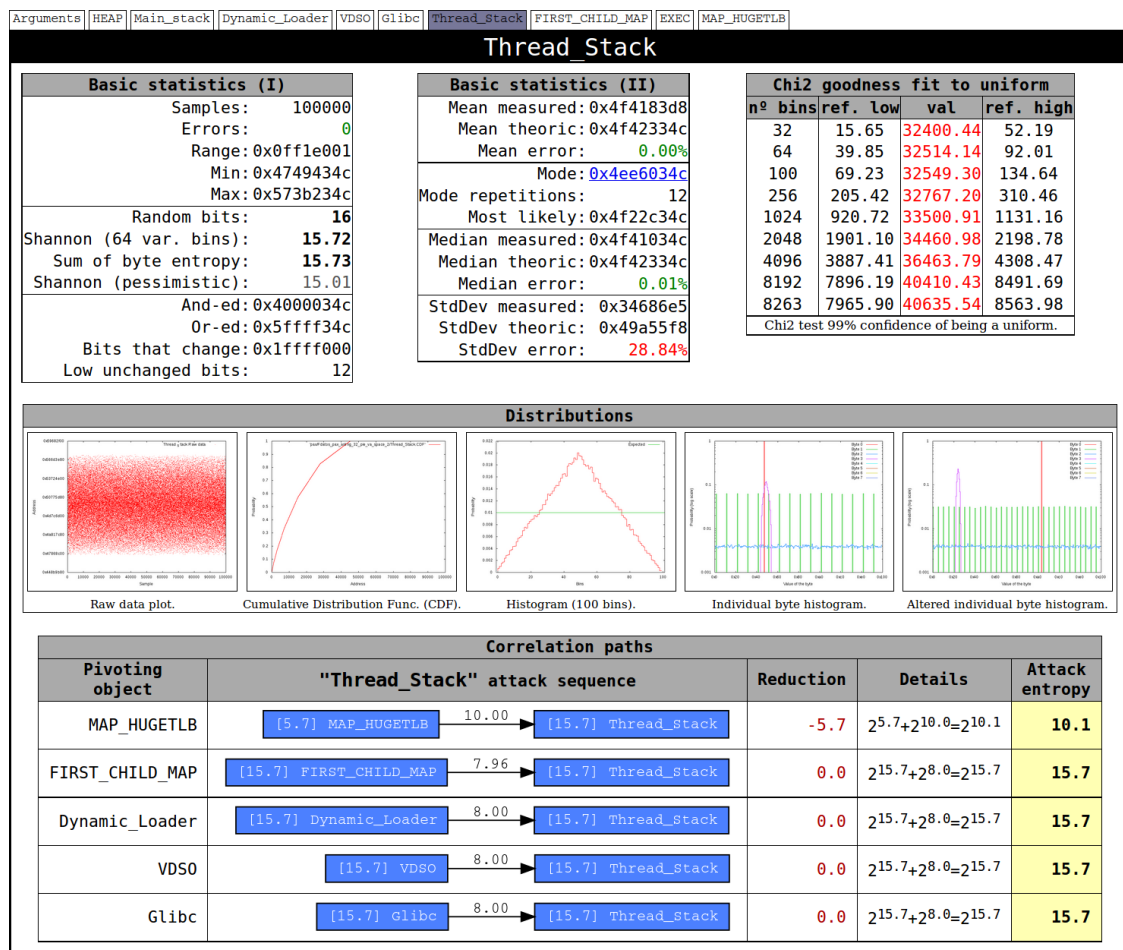 Arguments HEAP Main_stack Dynamic_Loader VDSO Glibc Thread_Stack FIRST_CHILD_MAP EXEC MAP_HUGETLB
Thread_Stack
Basic statistics (I)
Samples: 100000
Errors: 0
Range: 0x0ff1e001
Min: 0x4749434c
Max: 0x573b234c
Random bits: 16
Shannon (64 var. bins): 15.72
Sum of byte entropy: 15.73
Shannon (pessimistic): 15.01
And-ed: 0x4000034c
Or-ed: 0x5ffff34c
Bits that change: 0x1ffff000
Low unchanged bits: 12
Basic statistics (II)
Mean measured: 0x4f4183d8
Mean theoric: 0x4f42334c
Mean error: 0.00%
Mode: 0x4ee6034c
Mode repetitions: 12
Most likely: 0x4f22c34c
Median measured: 0x4f41034c
Median theoric: 0x4f42334c
Median error: 0.01%
StdDev measured: 0x34686e5
StdDev theoric: 0x49a55f8
StdDev error: 28.84%
Chi2 goodness fit to uniform
nº bins ref. low val ref. high
32 15.65 32400.44 52.19
64 39.85 32514.14 92.01
100 69.23 32549.30 134.64
256 205.42 32767.20 310.46
1024 920.72 33500.91 1131.16
2048 1901.10 34460.98 2198.78
4096 3887.41 36463.79 4308.47
8192 7896.19 40410.43 8491.69
8263 7965.90 40635.54 8563.98
Chi2 test 99% confidence of being a uniform.
Distributions
Raw data plot.
Cumulative Distribution Func. (CDF).
Histogram (100 bins).
Individual byte histogram.
Altered individual byte histogram.
Correlation paths
Pivoting object "Thread_Stack" attack sequence Reduction Details Attack entropy
MAP_HUGETLB [5.7] MAP_HUGETLB 10.00 [15.7] Thread_Stack -5.7 2^5.7+2^10.0=2^10.1 10.1
FIRST_CHILD_MAP [15.7] FIRST_CHILD_MAP 7.96 [15.7] Thread_Stack 0.0 2^15.7+2^8.0=2^15.7 15.7
Dynamic_Loader [15.7] Dynamic_Loader 8.00 [15.7] Thread_Stack 0.0 2^15.7+2^8.0=2^15.7 15.7
VDSO [15.7] VDSO 8.00 [15.7] Thread_Stack 0.0 2^15.7+2^8.0=2^15.7 15.7
Glibc [15.7] Glibc 8.00 [15.7] Thread_Stack 0.0 2^15.7+2^8.0=2^15.7 15.7